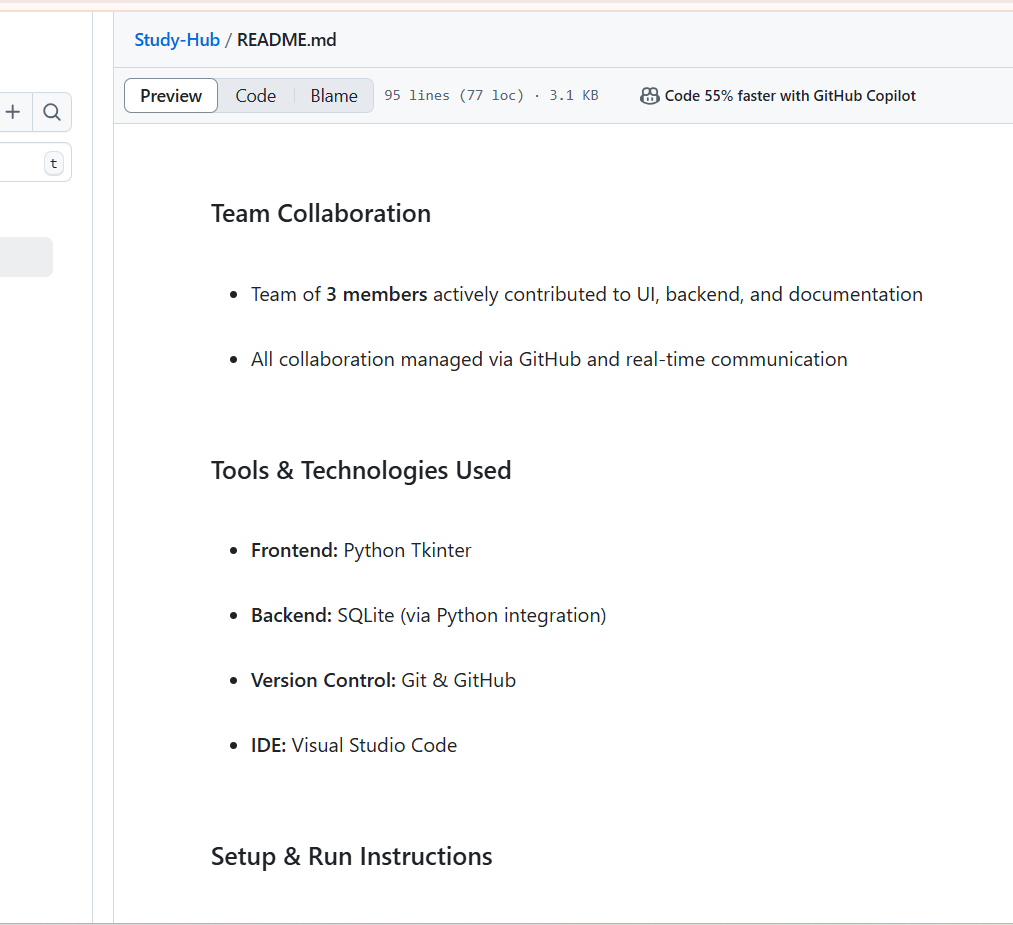 Study-Hub / README.md
Preview Code Blame 95 lines (77 loc) · 3.1 KB Code 55% faster with GitHub Copilot
t
Team Collaboration
• Team of 3 members actively contributed to UI, backend, and documentation
• All collaboration managed via GitHub and real-time communication
Tools & Technologies Used
• Frontend: Python Tkinter
• Backend: SQLite (via Python integration)
• Version Control: Git & GitHub
• IDE: Visual Studio Code
Setup & Run Instructions